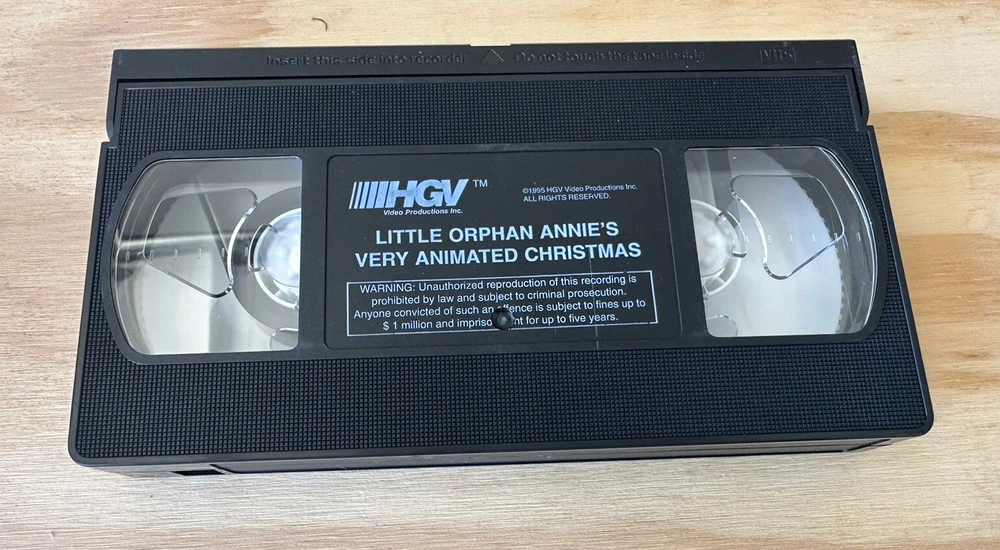 Insert this side into recorder Do not touch the tape inside VHS
HGV™
Video Productions Inc.
©1995 HGV Video Productions Inc.
ALL RIGHTS RESERVED.
LITTLE ORPHAN ANNIE'S
VERY ANIMATED CHRISTMAS
WARNING: Unauthorized reproduction of this recording is
prohibited by law and subject to criminal prosecution.
Anyone convicted of such an offence is subject to fines up to
$ 1 million and imprisonment for up to five years.